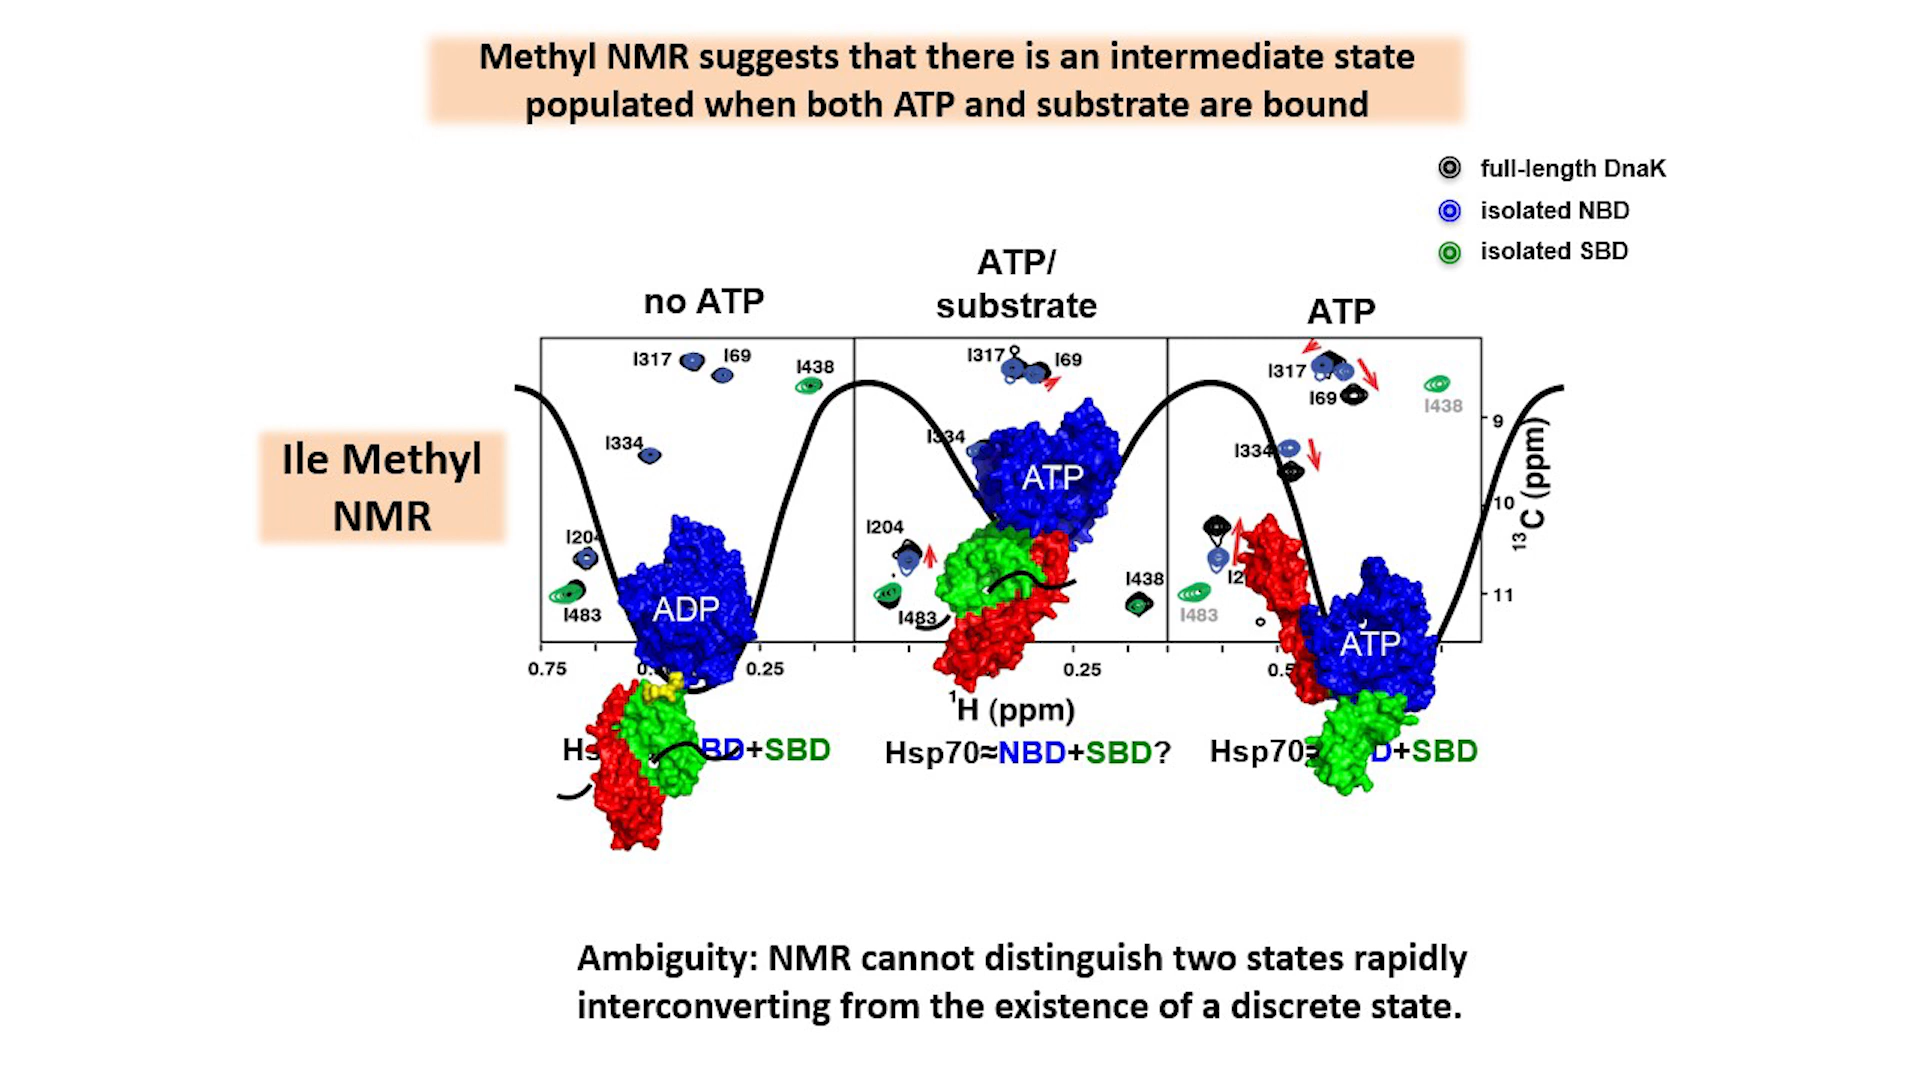 Methyl NMR suggests that there is an intermediate state
populated when both ATP and substrate are bound
full-length DnaK
isolated NBD
isolated SBD
no ATP
ATP/
substrate
ATP
I317
I69
I438
I334
I204
I483
ADP
I317
I69
I334
I204
I483
I438
ATP
I317
I69
I438
I334
I483
ATP
9
10
11
13C (ppm)
Ile Methyl
NMR
0.75
0.25
0.25
1H (ppm)
BD+SBD
Hsp70≈NBD+SBD?
Hsp70
D+SBD
Ambiguity: NMR cannot distinguish two states rapidly
interconverting from the existence of a discrete state.